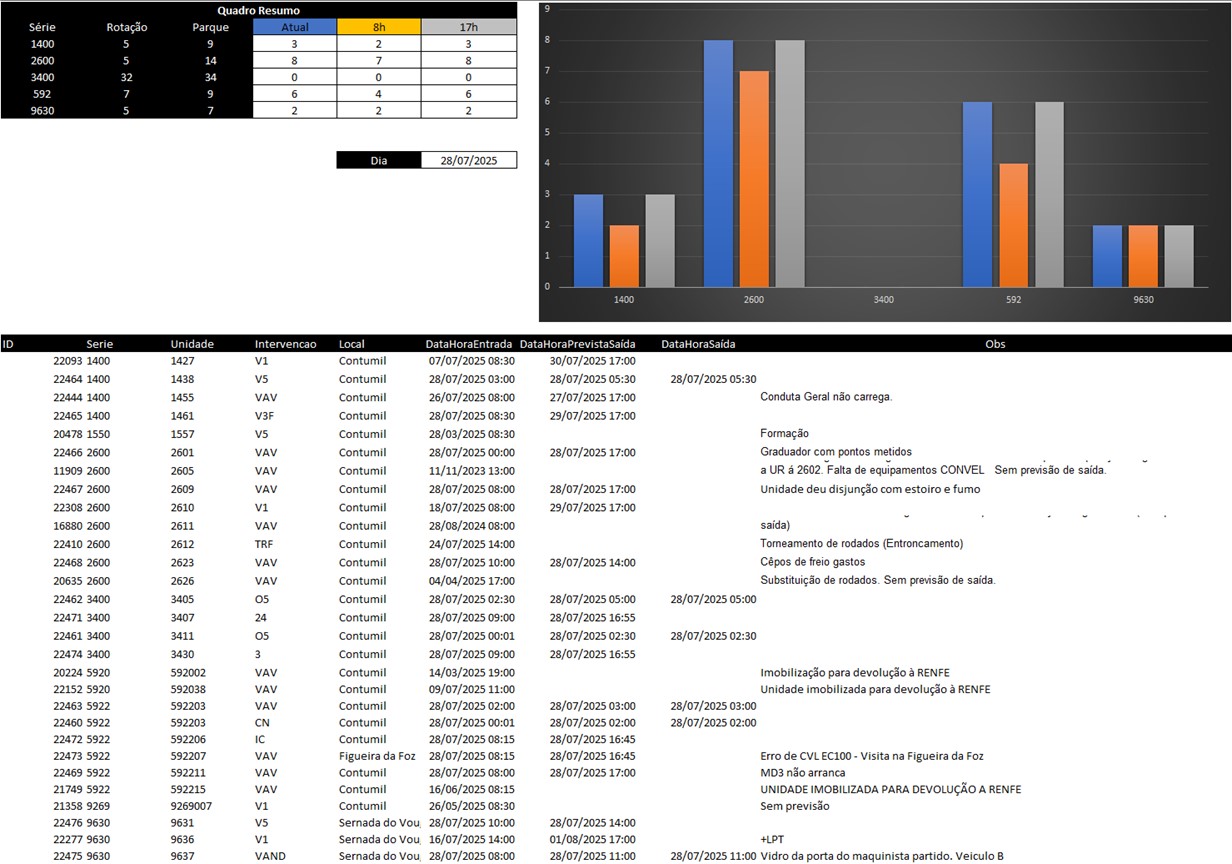 Quadro Resumo
Série Rotação Parque Atual 8h 17h
1400 5 9 3 2 3
2600 5 14 8 7 8
3400 32 34 0 0 0
592 7 9 6 4 6
9630 5 7 2 2 2
Dia 28/07/2025
9
8
7
6
5
4
3
2
1
0
1400 2600 3400 592 9630
ID Serie Unidade Intervencao Local DataHoraEntrada DataHoraPrevistaSaída DataHoraSaída Obs
22093 1400 1427 V1 Contumil 07/07/2025 08:30 30/07/2025 17:00
22464 1400 1438 V5 Contumil 28/07/2025 03:00 28/07/2025 05:30 28/07/2025 05:30
22444 1400 1455 VAV Contumil 26/07/2025 08:00 27/07/2025 17:00 Conduta Geral não carrega.
22465 1400 1461 V3F Contumil 28/07/2025 08:30 29/07/2025 17:00
20478 1550 1557 V5 Contumil 28/03/2025 08:30 Formação
22466 2600 2601 VAV Contumil 28/07/2025 00:00 28/07/2025 17:00 Graduador com pontos metidos
11909 2600 2605 VAV Contumil 11/11/2023 13:00 a UR á 2602. Falta de equipamentos CONVEL Sem previsão de saída.
22467 2600 2609 VAV Contumil 28/07/2025 08:00 28/07/2025 17:00 Unidade deu disjunção com estoiro e fumo
22308 2600 2610 V1 Contumil 18/07/2025 08:00 29/07/2025 17:00
16880 2600 2611 VAV Contumil 28/08/2024 08:00 saída)
22410 2600 2612 TRF Contumil 24/07/2025 14:00 Torneamento de rodados (Entroncamento)
22468 2600 2623 VAV Contumil 28/07/2025 10:00 28/07/2025 14:00 Cêpos de freio gastos
20635 2600 2626 VAV Contumil 04/04/2025 17:00 Substituição de rodados. Sem previsão de saída.
22462 3400 3405 O5 Contumil 28/07/2025 02:30 28/07/2025 05:00 28/07/2025 05:00
22471 3400 3407 24 Contumil 28/07/2025 09:00 28/07/2025 16:55
22461 3400 3411 O5 Contumil 28/07/2025 00:01 28/07/2025 02:30 28/07/2025 02:30
22474 3400 3430 3 Contumil 28/07/2025 09:00 28/07/2025 16:55
20224 5920 592002 VAV Contumil 14/03/2025 19:00 Imobilização para devolução à RENFE
22152 5920 592038 VAV Contumil 09/07/2025 11:00 Unidade imobilizada para devolução à RENFE
22463 5922 592203 VAV Contumil 28/07/2025 02:00 28/07/2025 03:00 28/07/2025 03:00
22460 5922 592203 CN Contumil 28/07/2025 00:01 28/07/2025 02:00 28/07/2025 02:00
22472 5922 592206 IC Contumil 28/07/2025 08:15 28/07/2025 16:45
22473 5922 592207 VAV Figueira da Foz 28/07/2025 08:15 28/07/2025 16:45 Erro de CVL EC100 - Visita na Figueira da Foz
22469 5922 592211 VAV Contumil 28/07/2025 08:00 28/07/2025 17:00 MD3 não arranca
21749 5922 592215 VAV Contumil 16/06/2025 08:15 UNIDADE IMOBILIZADA PARA DEVOLUÇÃO A RENFE
21358 9269 9269007 V1 Contumil 26/05/2025 08:30 Sem previsão
22476 9630 9631 V5 Sernada do Vou 28/07/2025 10:00 28/07/2025 14:00
22277 9630 9636 V1 Sernada do Vou 16/07/2025 14:00 01/08/2025 17:00 +LPT
22475 9630 9637 VAND Sernada do Vou 28/07/2025 08:00 28/07/2025 11:00 28/07/2025 11:00 Vidro da porta do maquinista partido. Veiculo B